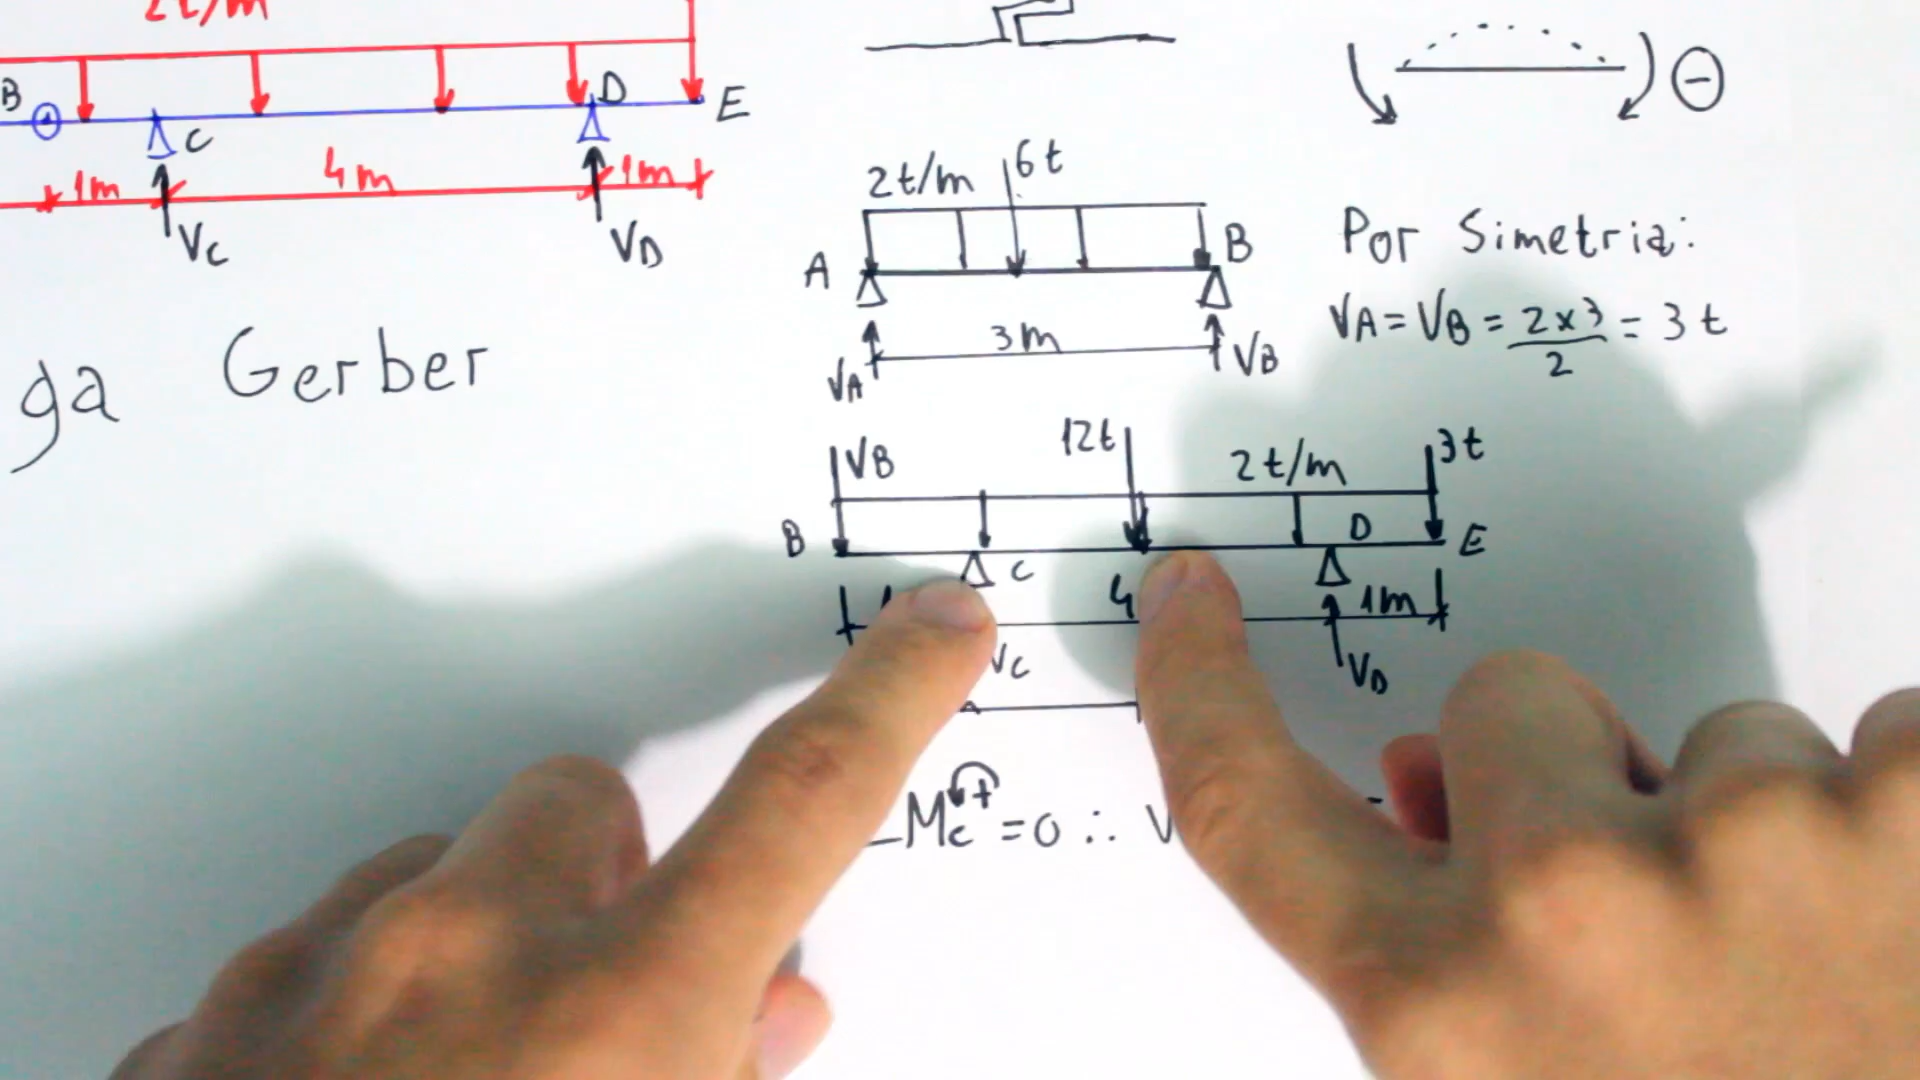 2t/m
B
C
D
E
1m
4m
1m
VC
VD
ga Gerber
⊖
2t/m
6t
A
B
3m
VA
VB
Por Simetria:
VA = VB = 2x3/2 = 3t
VB
12t
2t/m
3t
B
C
D
E
4
1m
VC
VD
Mc + = 0 ∴ V